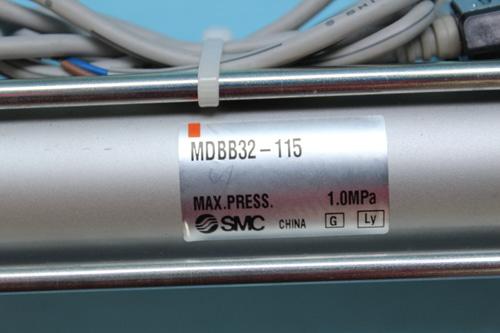 MDBB32-115
MAX.PRESS. 1.0MPa
SMC CHINA G Ly